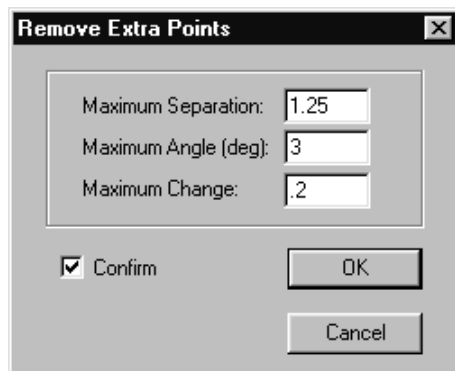 Remove Extra Points
Maximum Separation: 1.25
Maximum Angle (deg): 3
Maximum Change: .2
Confirm OK
Cancel